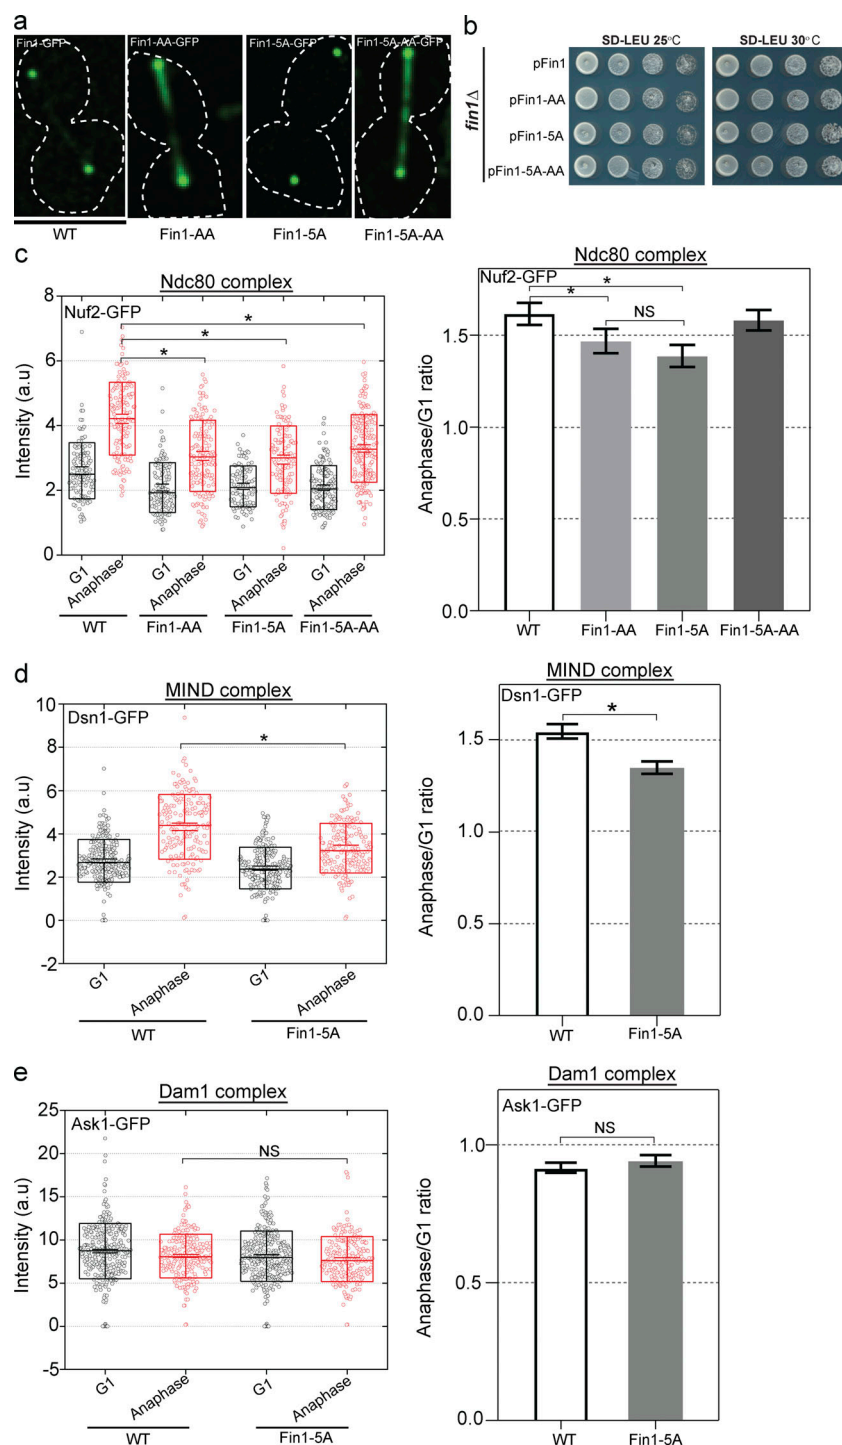 a
Fin1-GFP
Fin1-AA-GFP
Fin1-5A-GFP
Fin1-5A-AA-GFP
WT
Fin1-AA
Fin1-5A
Fin1-5A-AA
b
SD-LEU 25°C
SD-LEU 30°C
fin1Δ
pFin1
pFin1-AA
pFin1-5A
pFin1-5A-AA
c
Ndc80 complex
Nuf2-GFP
Intensity (a.u)
8
6
4
2
0
*
*
*
G1
Anaphase
G1
Anaphase
G1
Anaphase
G1
Anaphase
WT
Fin1-AA
Fin1-5A
Fin1-5A-AA
Ndc80 complex
Nuf2-GFP
Anaphase/G1 ratio
1.5
1.0
0.5
0.0
*
*
NS
WT
Fin1-AA
Fin1-5A
Fin1-5A-AA
d
MIND complex
Dsn1-GFP
Intensity (a.u)
10
8
6
4
2
0
-2
*
G1
Anaphase
G1
Anaphase
WT
Fin1-5A
MIND complex
Dsn1-GFP
Anaphase/G1 ratio
1.5
1.0
0.5
0.0
*
WT
Fin1-5A
e
Dam1 complex
Ask1-GFP
Intensity (a.u)
25
20
15
10
5
0
-5
NS
G1
Anaphase
G1
Anaphase
WT
Fin1-5A
Dam1 complex
Ask1-GFP
Anaphase/G1 ratio
1.0
0.5
0.0
NS
WT
Fin1-5A